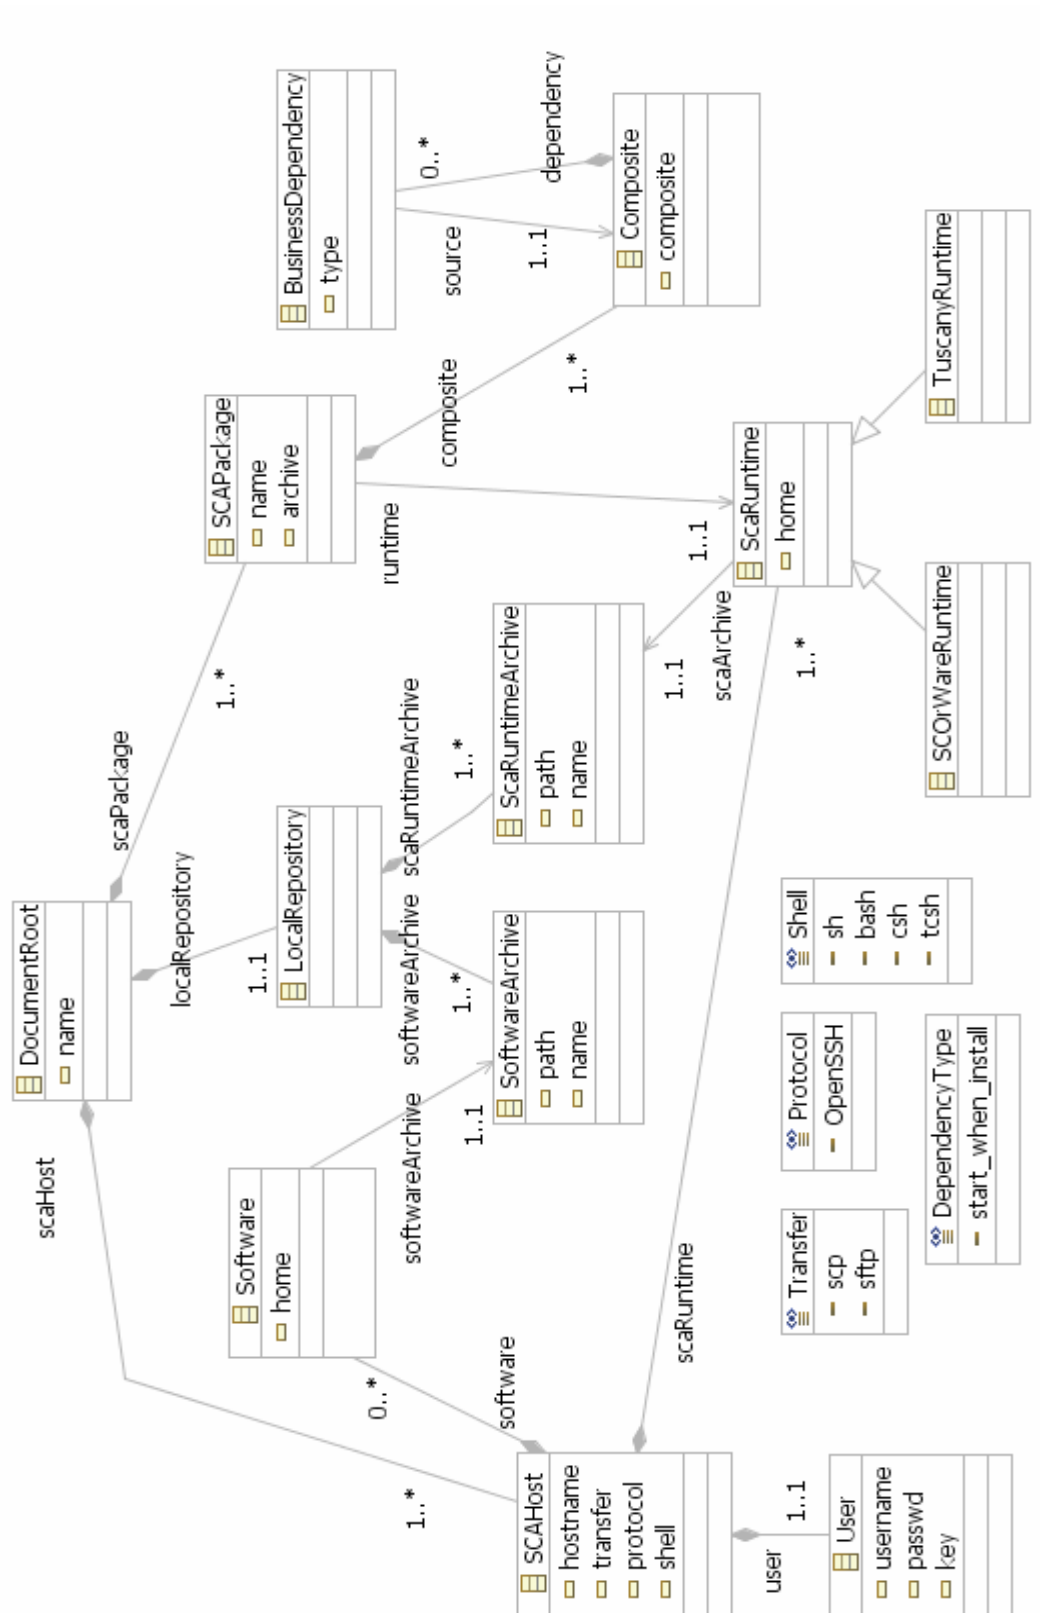 DocumentRoot
name
scaHost
1..*
localRepository
1..1
scaPackage
1..*
SCAPackage
name
archive
BusinessDependency
type
0..*
dependency
source
1..1
Composite
composite
composite
1..*
runtime
1..1
LocalRepository
softwareArchive
1..*
scaRuntimeArchive
1..*
Software
home
softwareArchive
1..1
SoftwareArchive
path
name
ScaRuntimeArchive
path
name
scaArchive
1..1
ScaRuntime
home
1..*
scaRuntime
0..*
software
SCAHost
hostname
transfer
protocol
shell
user
1..1
User
username
passwd
key
Transfer
scp
sftp
Protocol
OpenSSH
Shell
sh
bash
csh
tcsh
DependencyType
start_when_install
SCOrWareRuntime
TuscanyRuntime